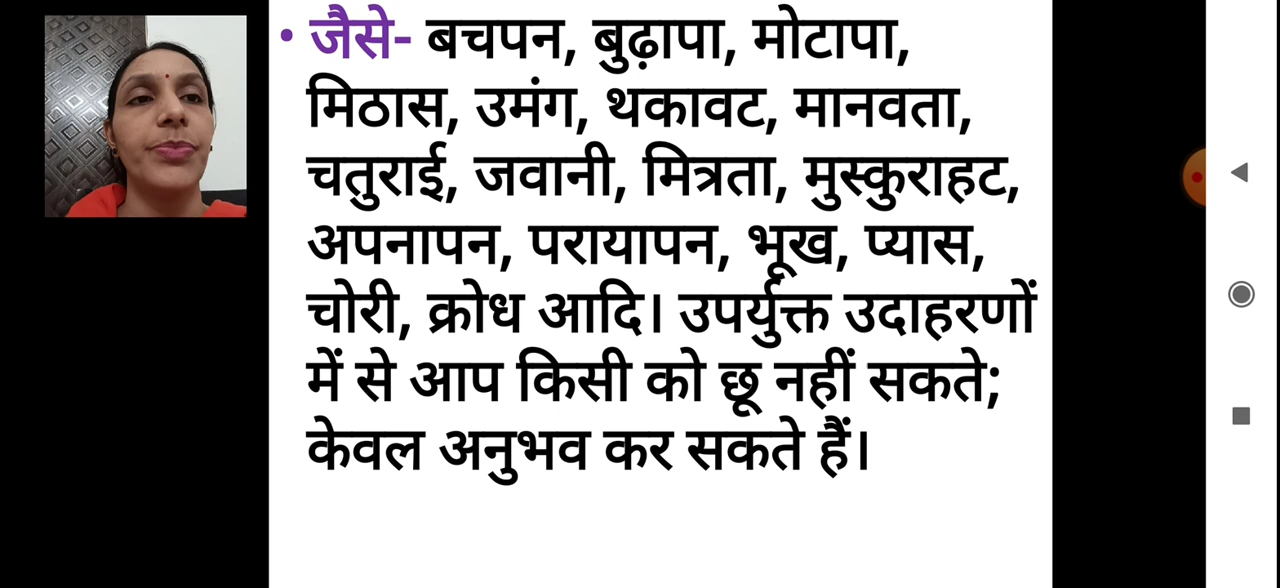 • जैसे- बचपन, बुढ़ापा, मोटापा,
मिठास, उमंग, थकावट, मानवता,
चतुराई, जवानी, मित्रता, मुस्कुराहट,
अपनापन, परायापन, भूख, प्यास,
चोरी, क्रोध आदि। उपर्युक्त उदाहरणों
में से आप किसी को छू नहीं सकते;
केवल अनुभव कर सकते हैं।